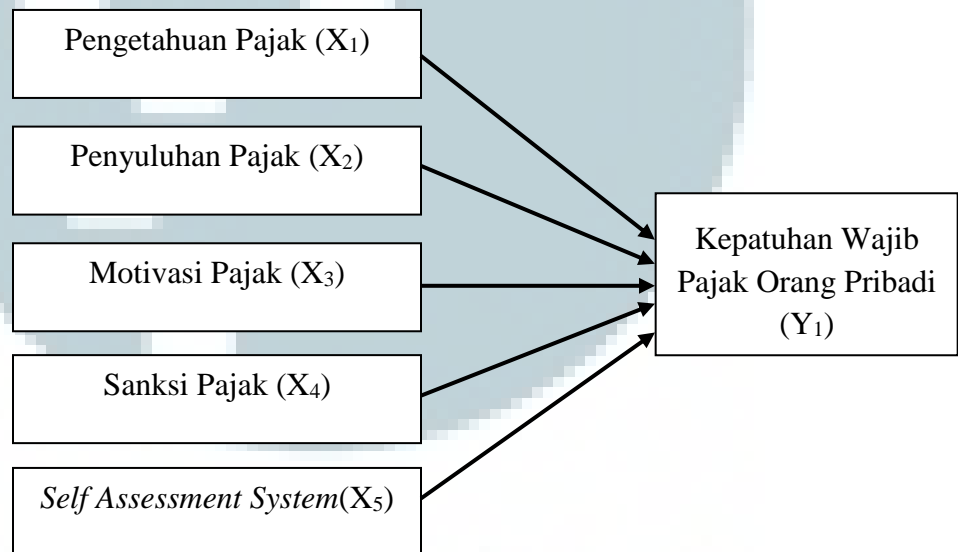 Pengetahuan Pajak (X₁)
Penyuluhan Pajak (X₂)
Motivasi Pajak (X₃)
Sanksi Pajak (X₄)
Self Assessment System(X₅)
Kepatuhan Wajib
Pajak Orang Pribadi
(Y₁)